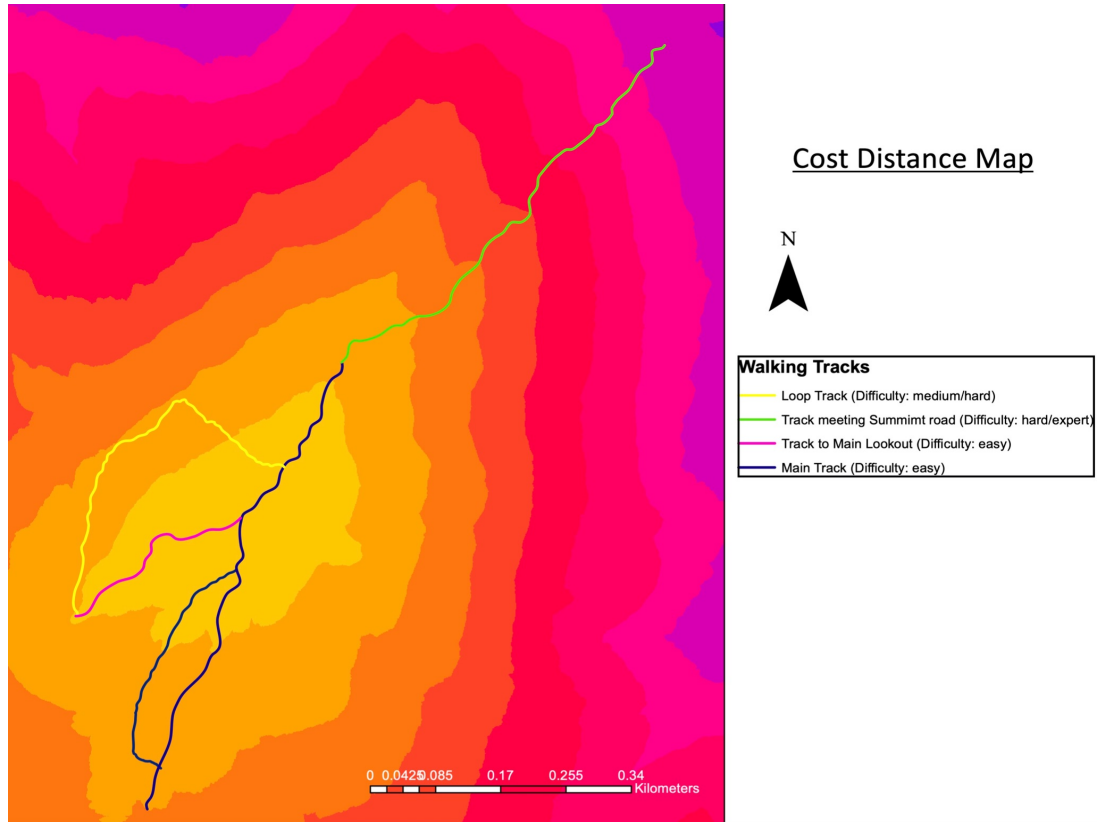 Cost Distance Map
N
Walking Tracks
Loop Track (Difficulty: medium/hard)
Track meeting Summimt road (Difficulty: hard/expert)
Track to Main Lookout (Difficulty: easy)
Main Track (Difficulty: easy)
0 0.0425 0.085 0.17 0.255 0.34
Kilometers